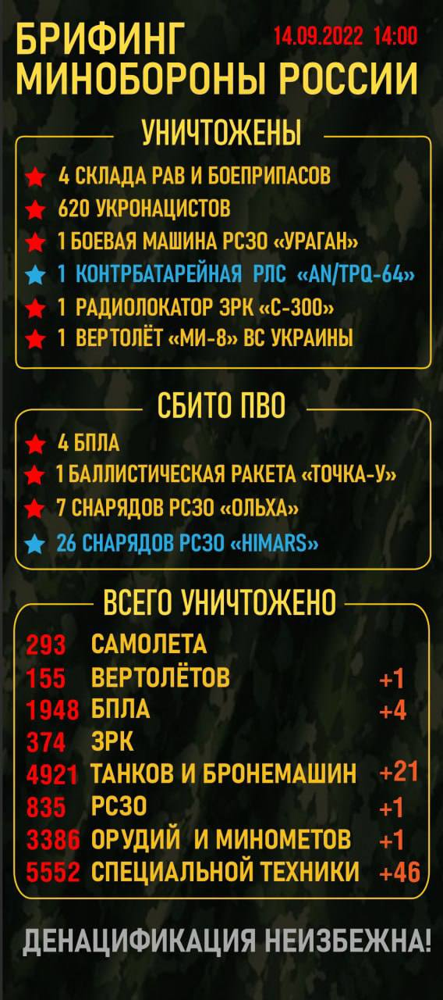 БРИФИНГ 14.09.2022 14:00
МИНОБОРОНЫ РОССИИ
УНИЧТОЖЕНЫ
4 СКЛАДА РАВ И БОЕПРИПАСОВ
620 УКРОНАЦИСТОВ
1 БОЕВАЯ МАШИНА РСЗО «УРАГАН»
1 КОНТРБАТАРЕЙНАЯ РЛС «AN/TPQ-64»
1 РАДИОЛОКАТОР ЗРК «С-300»
1 ВЕРТОЛЁТ «МИ-8» ВС УКРАИНЫ
СБИТО ПВО
4 БПЛА
1 БАЛЛИСТИЧЕСКАЯ РАКЕТА «ТОЧКА-У»
7 СНАРЯДОВ РСЗО «ОЛЬХА»
26 СНАРЯДОВ РСЗО «HIMARS»
ВСЕГО УНИЧТОЖЕНО
293 САМОЛЕТА
155 ВЕРТОЛЁТОВ +1
1948 БПЛА +4
374 ЗРК
4921 ТАНКОВ И БРОНЕМАШИН +21
835 РСЗО +1
3386 ОРУДИЙ И МИНОМЕТОВ +1
5552 СПЕЦИАЛЬНОЙ ТЕХНИКИ +46
ДЕНАЦИФИКАЦИЯ НЕИЗБЕЖНА!